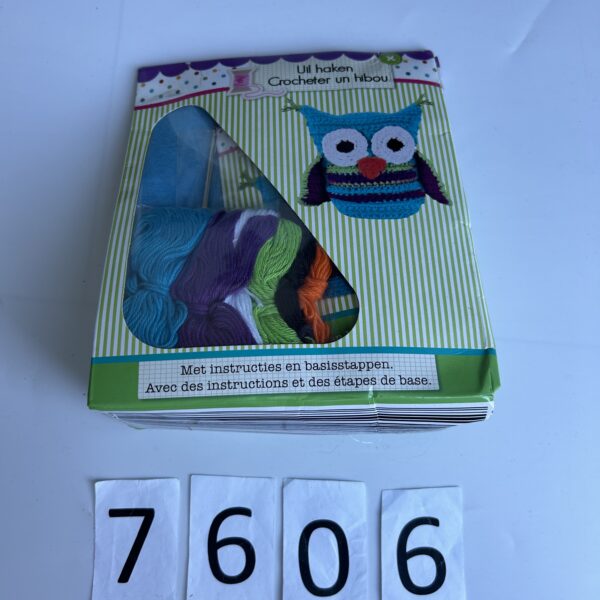 Uil haken
Crocheter un hibou
Met instructies en basisstappen.
Avec des instructions et des étapes de base.
7606